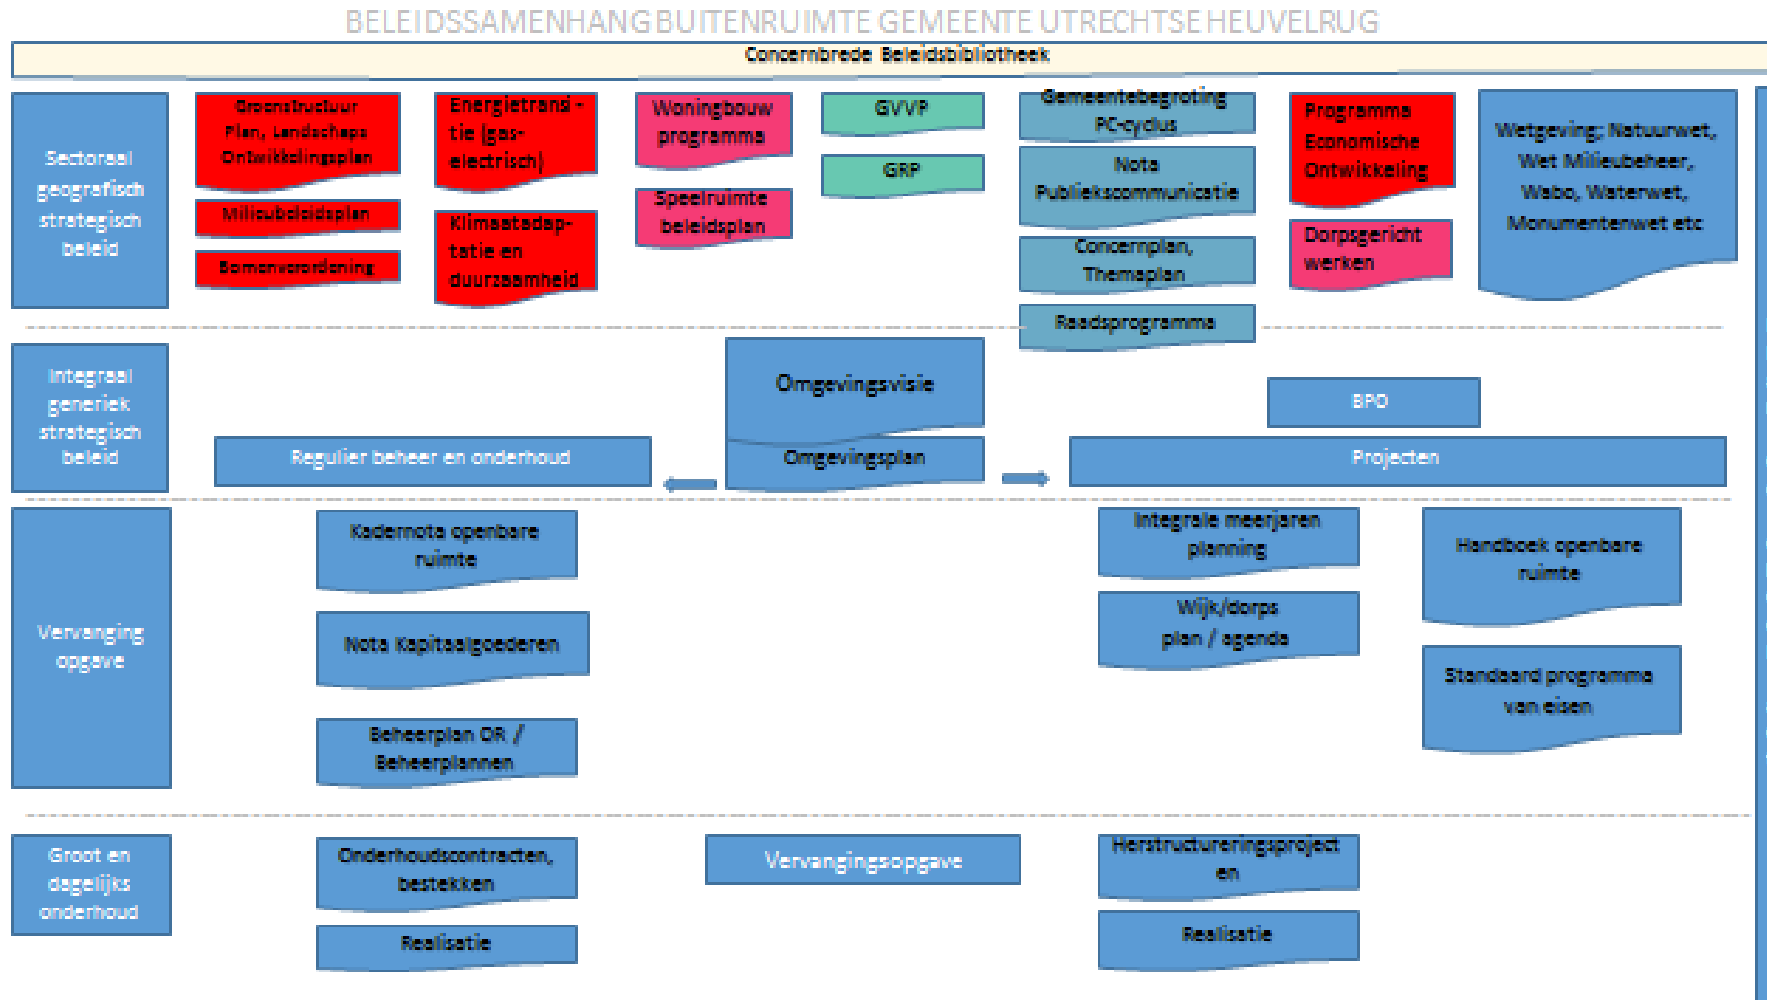 BELEIDSSAMENHANG BUITENRUIMTE GEMEENTE UTRECHTSE HEUVELRUG
Concernbrede Beleidsbibliotheek
Sectoraal
geografisch
strategisch
beleid
Groenstructuur
Plan, Landschaps
Ontwikkelingsplan
Milieubeleidsplan
Bomenverordening
Energietransi -
tie (gas-
electrisch)
Klimaatadap-
tatie en
duurzaamheid
Woningbouw
programma
Speelruimte
beleidsplan
GVVP
GRP
Gemeentebegroting
PC-cyclus
Nota
Publiekscommunicatie
Concernplan,
Themaplan
Raadsprogramma
Programma
Economische
Ontwikkeling
Dorpsgericht
werken
Wetgeving; Natuurwet,
Wet Milieubeheer,
Wabo, Waterwet,
Monumentenwet etc
Integraal
generiek
strategisch
beleid
Regulier beheer en onderhoud
Omgevingsvisie
Omgevingsplan
BPO
Projecten
Vervanging
opgave
Kadernota openbare
ruimte
Nota Kapitaalgoederen
Beheerplan OR /
Beheerplannen
Integrale meerjaren
planning
Wijk/dorps
plan / agenda
Handboek openbare
ruimte
Standaard programma
van eisen
Groot en
dagelijks
onderhoud
Onderhoudscontracten,
bestekken
Realisatie
Vervangingsopgave
Herstructureringsproject
en
Realisatie